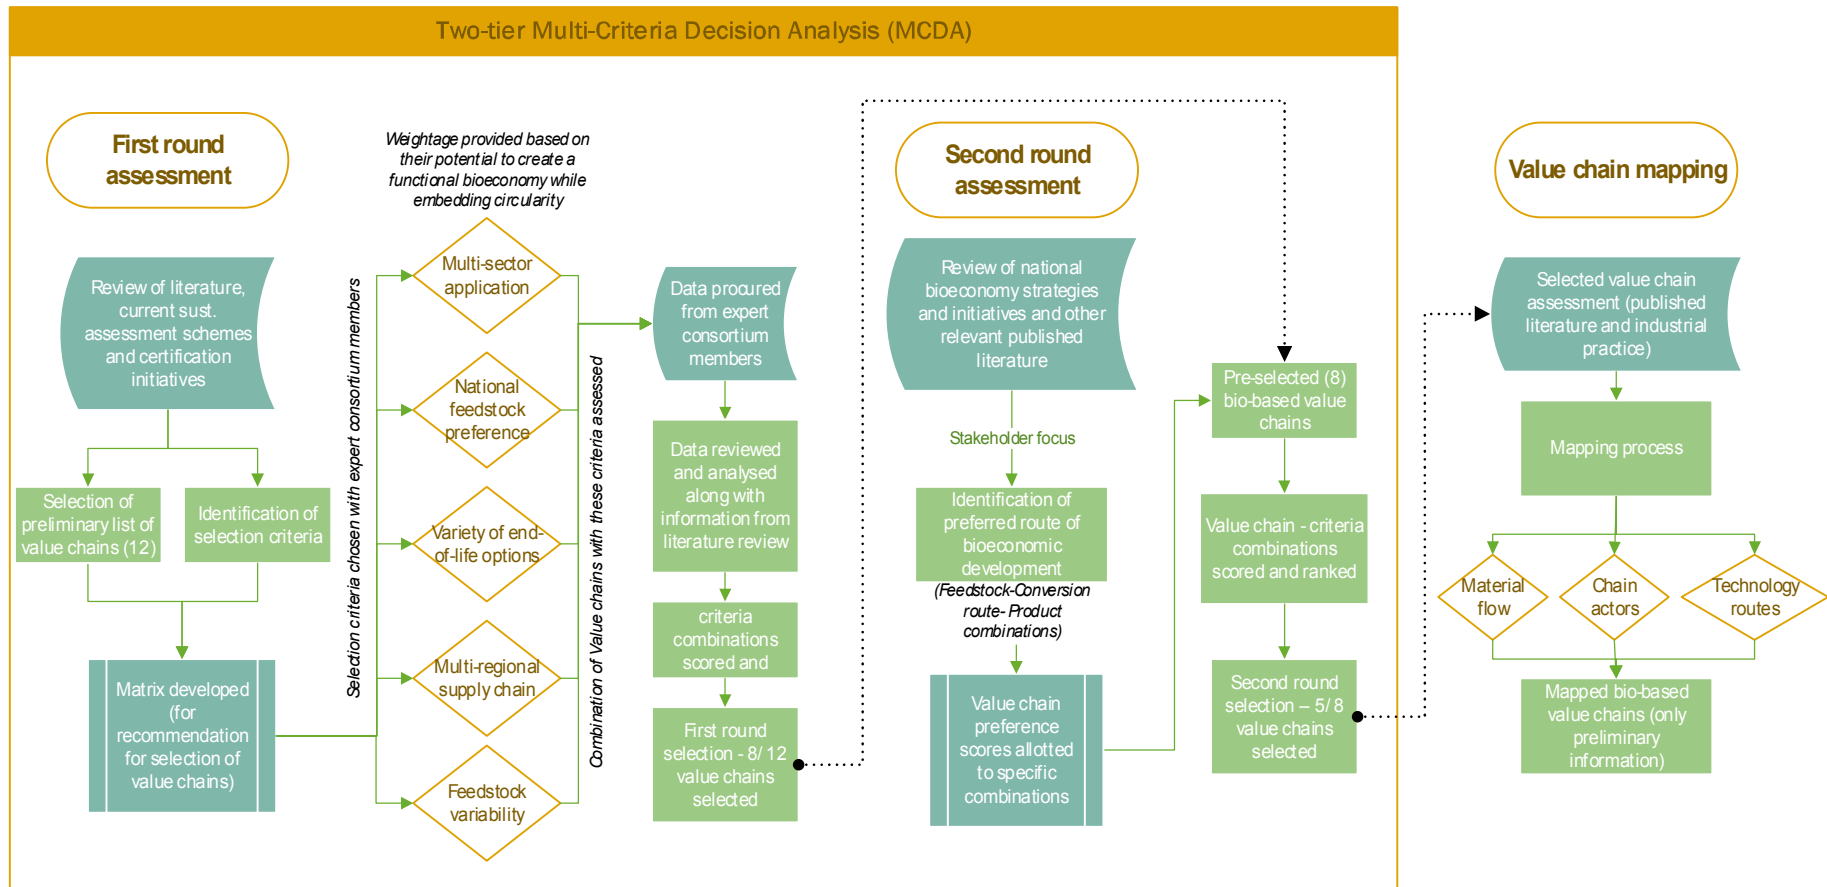 Two-tier Multi-Criteria Decision Analysis (MCDA)
First round
assessment
Review of literature,
current sust.
assessment schemes
and certification
initiatives
Selection of
preliminary list of
value chains (12)
Identification of
selection criteria
Matrix developed
(for
recommendation
for selection of
value chains)
Selection criteria chosen with expert consortium members
Weightage provided based on
their potential to create a
functional bioeconomy while
embedding circularity
Multi-sector
application
National
feedstock
preference
Variety of end-
of-life options
Multi-regional
supply chain
Feedstock
variability
Combination of Value chains with these criteria assessed
Data procured
from expert
consortium
members
Data reviewed
and analysed
along with
information from
literature review
criteria
combinations
scored and
First round
selection - 8/12
value chains
selected
Second round
assessment
Review of national
bioeconomy strategies
and initiatives and other
relevant published
literature
Stakeholder focus
Identification of
preferred route of
bioeconomic
development
(Feedstock-Conversion
route- Product
combinations)
Value chain
preference
scores allotted
to specific
combinations
Pre-selected (8)
bio-based value
chains
Value chain - criteria
combinations
scored and ranked
Second round
selection – 5/8
value chains
selected
Value chain mapping
Selected value chain
assessment (published
literature and industrial
practice)
Mapping process
Material
flow
Chain
actors
Technology
routes
Mapped bio-based
value chains (only
preliminary
information)